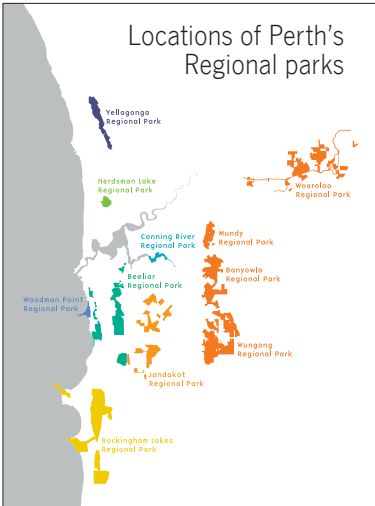 Locations of Perth's
Regional parks
Yellagonga
Regional Park
Wooroloo
Regional Park
Herdsman Lake
Regional Park
Canning River
Regional Park
Mundy
Regional Park
Banyowla
Regional Park
Beeliar
Regional Park
Woodman Point
Regional Park
Wungong
Regional Park
Jandakot
Regional Park
Rockingham Lakes
Regional Park